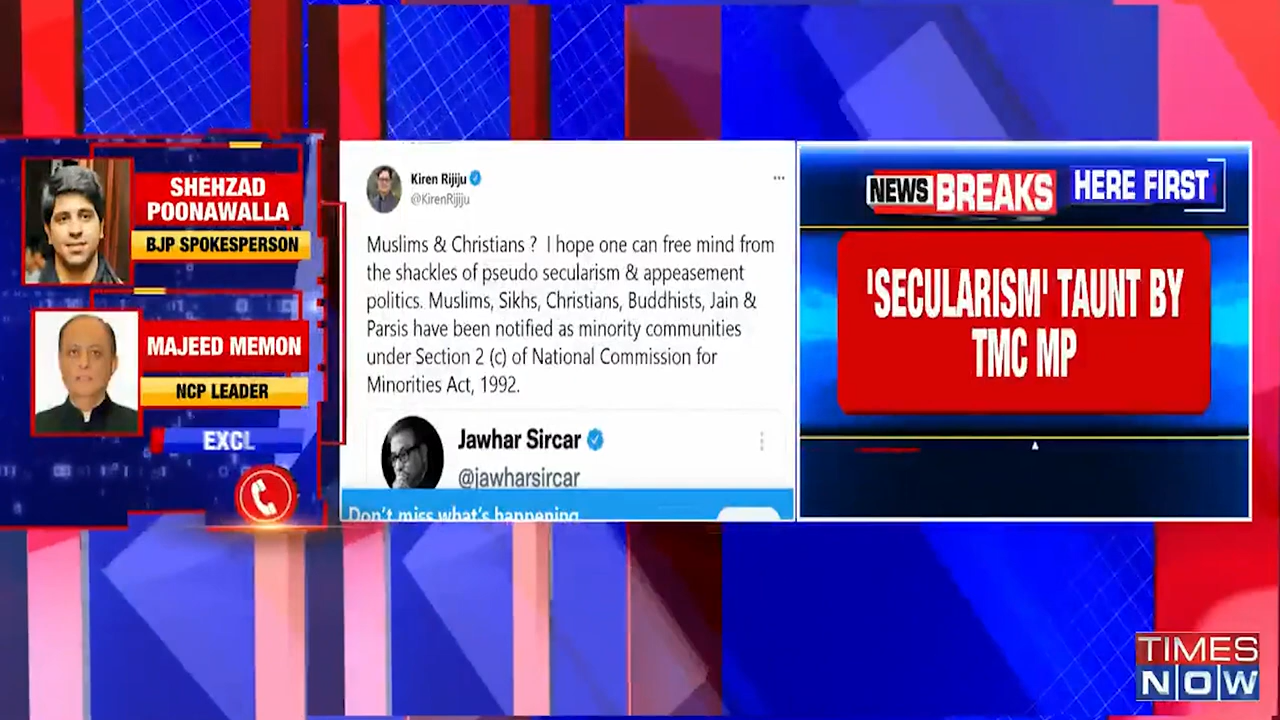 SHEHZAD
POONAWALLA
BJP SPOKESPERSON
MAJEED MEMON
NCP LEADER
EXCL
Kiren Rijiju
@KirenRijiju
Muslims & Christians ? I hope one can free mind from
the shackles of pseudo secularism & appeasement
politics. Muslims, Sikhs, Christians, Buddhists, Jain &
Parsis have been notified as minority communities
under Section 2 (c) of National Commission for
Minorities Act, 1992.
Jawhar Sircar
@jawharsircar
Don't miss what's happening
NEWS BREAKS HERE FIRST
'SECULARISM' TAUNT BY
TMC MP
TIMES
NOW